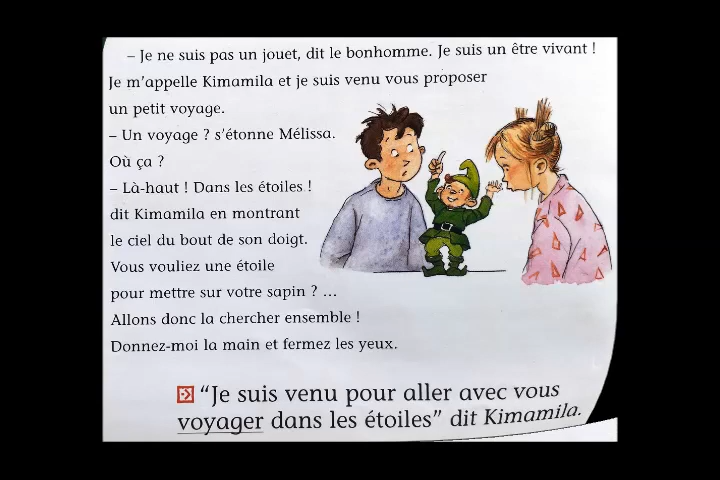 – Je ne suis pas un jouet, dit le bonhomme. Je suis un être vivant !
Je m'appelle Kimamila et je suis venu vous proposer
un petit voyage.
– Un voyage ? s'étonne Mélissa.
Où ça ?
– Là-haut ! Dans les étoiles !
dit Kimamila en montrant
le ciel du bout de son doigt.
Vous vouliez une étoile
pour mettre sur votre sapin ? ...
Allons donc la chercher ensemble !
Donnez-moi la main et fermez les yeux.
“Je suis venu pour aller avec vous
voyager dans les étoiles” dit Kimamila.